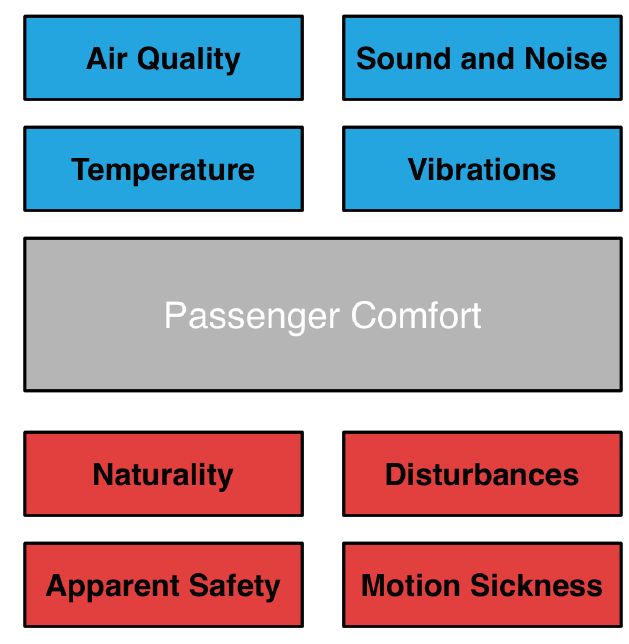 Air Quality
Sound and Noise
Temperature
Vibrations
Passenger Comfort
Naturality
Disturbances
Apparent Safety
Motion Sickness